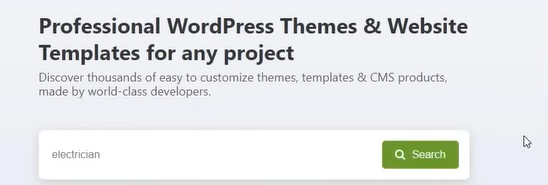 Professional WordPress Themes & Website
Templates for any project
Discover thousands of easy to customize themes, templates & CMS products,
made by world-class developers.
electrician
Search